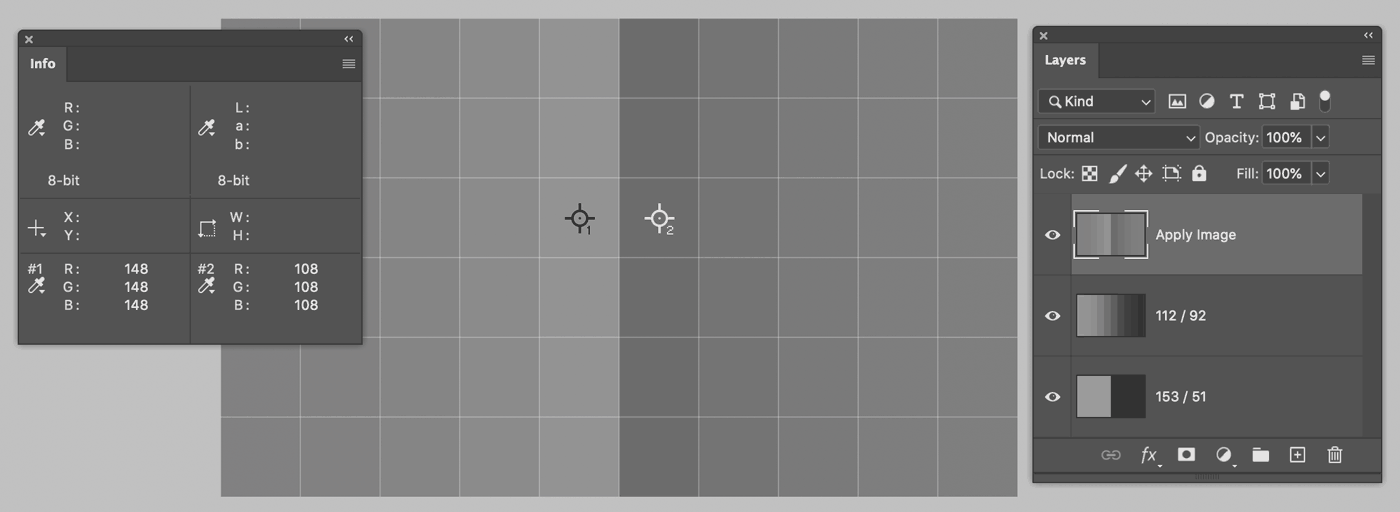 Info
R:
G:
B:
L:
a:
b:
8-bit
8-bit
X:
Y:
W:
H:
#1 R: 148
G: 148
B: 148
#2 R: 108
G: 108
B: 108
1
2
Layers
Kind
Normal Opacity: 100%
Lock: Fill: 100%
Apply Image
112 / 92
153 / 51
fx